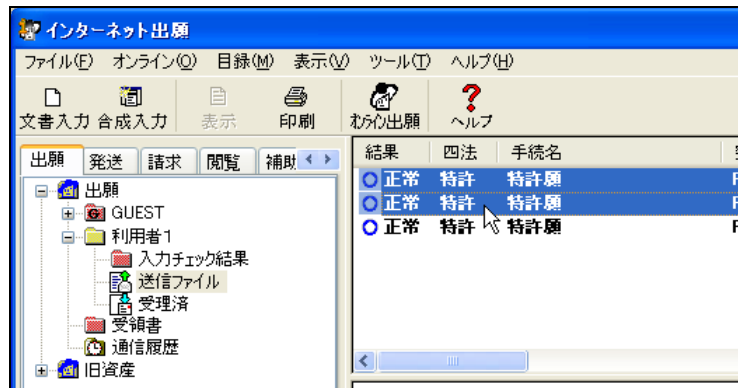 インターネット出願
ファイル(F) オンライン(O) 目録(M) 表示(V) ツール(T) ヘルプ(H)
文書入力 合成入力 表示 印刷 オンライン出願 ヘルプ
出願 発送 請求 閲覧 補助
結果 四法 手続名
出願
GUEST
利用者1
入力チェック結果
送信ファイル
受理済
受領書
通信履歴
旧資産
正常 特許 特許願
正常 特許 特許願
正常 特許 特許願